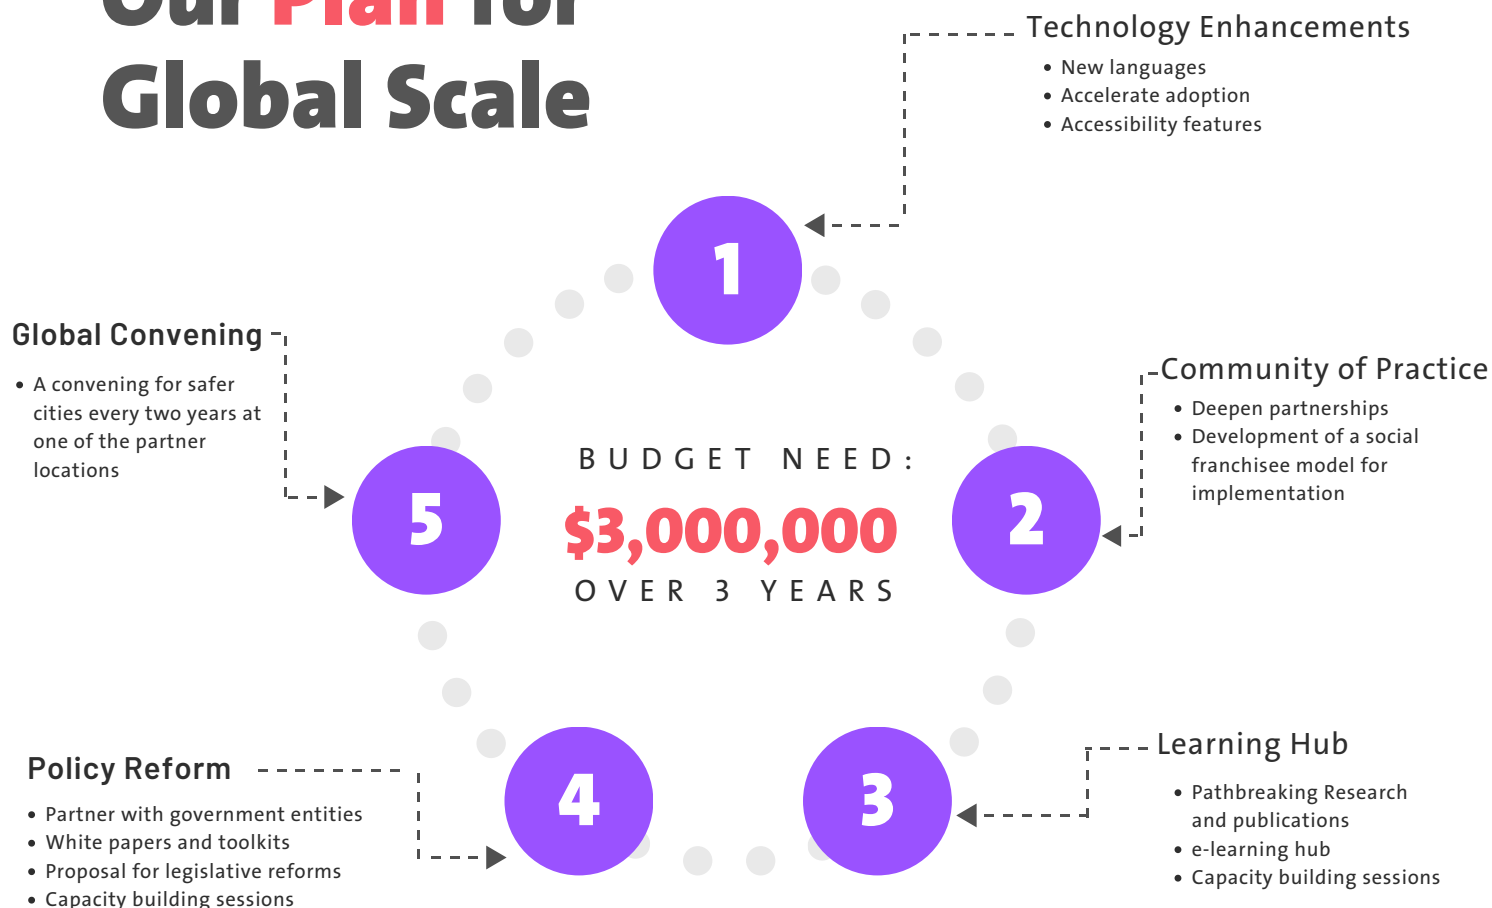 Our Plan for
Global Scale
Technology Enhancements
• New languages
• Accelerate adoption
• Accessibility features
1
Global Convening
• A convening for safer
cities every two years at
one of the partner
locations
Community of Practice
• Deepen partnerships
• Development of a social
franchisee model for
implementation
5
BUDGET NEED:
$3,000,000
OVER 3 YEARS
2
Policy Reform
• Partner with government entities
• White papers and toolkits
• Proposal for legislative reforms
• Capacity building sessions
4
3
Learning Hub
• Pathbreaking Research
and publications
• e-learning hub
• Capacity building sessions